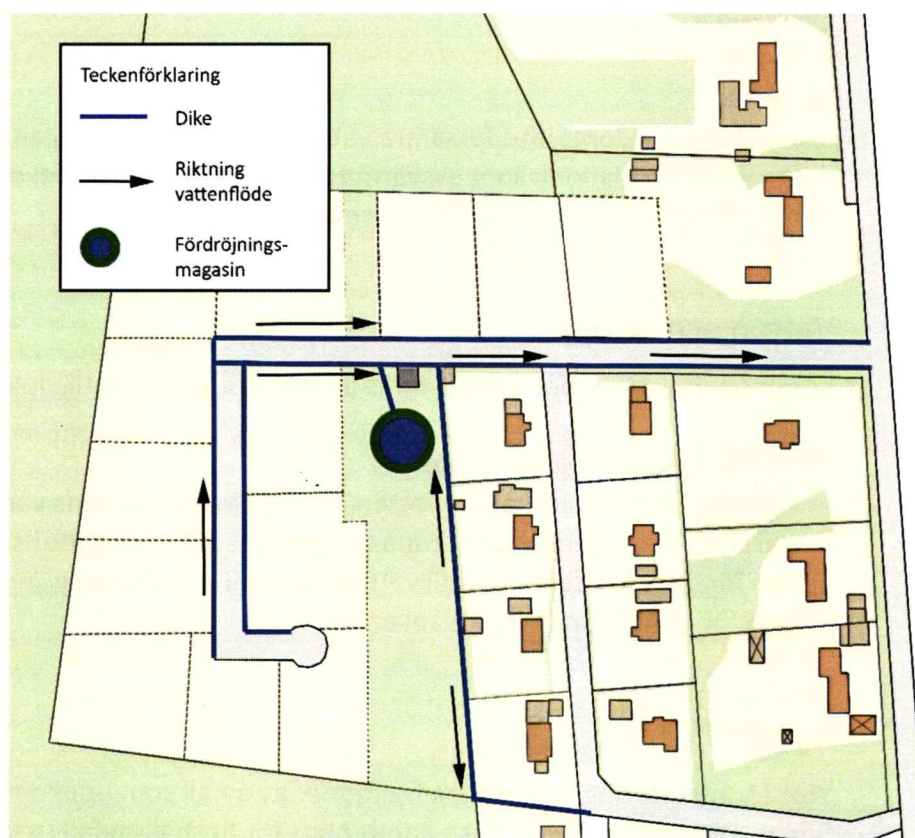 Teckenförklaring
Dike
Riktning
vattenflöde
Fördröjnings-
magasin